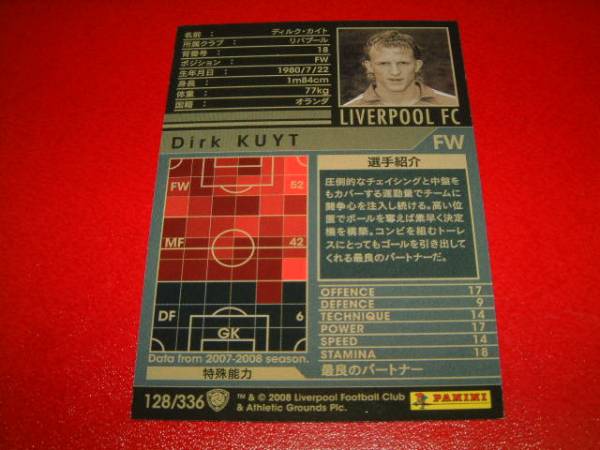 名前： ディルク・カイト
所属クラブ： リバプール
背番号： 18
ポジション： FW
生年月日： 1980/7/22
身長： 1m84cm
体重： 77kg
国籍： オランダ
LIVERPOOL FC
Dirk KUYT
FW
FW 52
MF 42
DF 6
GK
Data from 2007-2008 season.
特殊能力
選手紹介
圧倒的なチェイシングと中盤を
もカバーする運動量でチームに
闘争心を注入し続ける。高い位
置でボールを奪えば素早く決定
機を構築。コンビを組むトーレ
スにとってもゴールを引き出して
くれる最良のパートナーだ。
OFFENCE 17
DEFENCE 9
TECHNIQUE 14
POWER 17
SPEED 14
STAMINA 18
最良のパートナー
128/336
™ & © 2008 Liverpool Football Club
& Athletic Grounds Plc.
PANINI